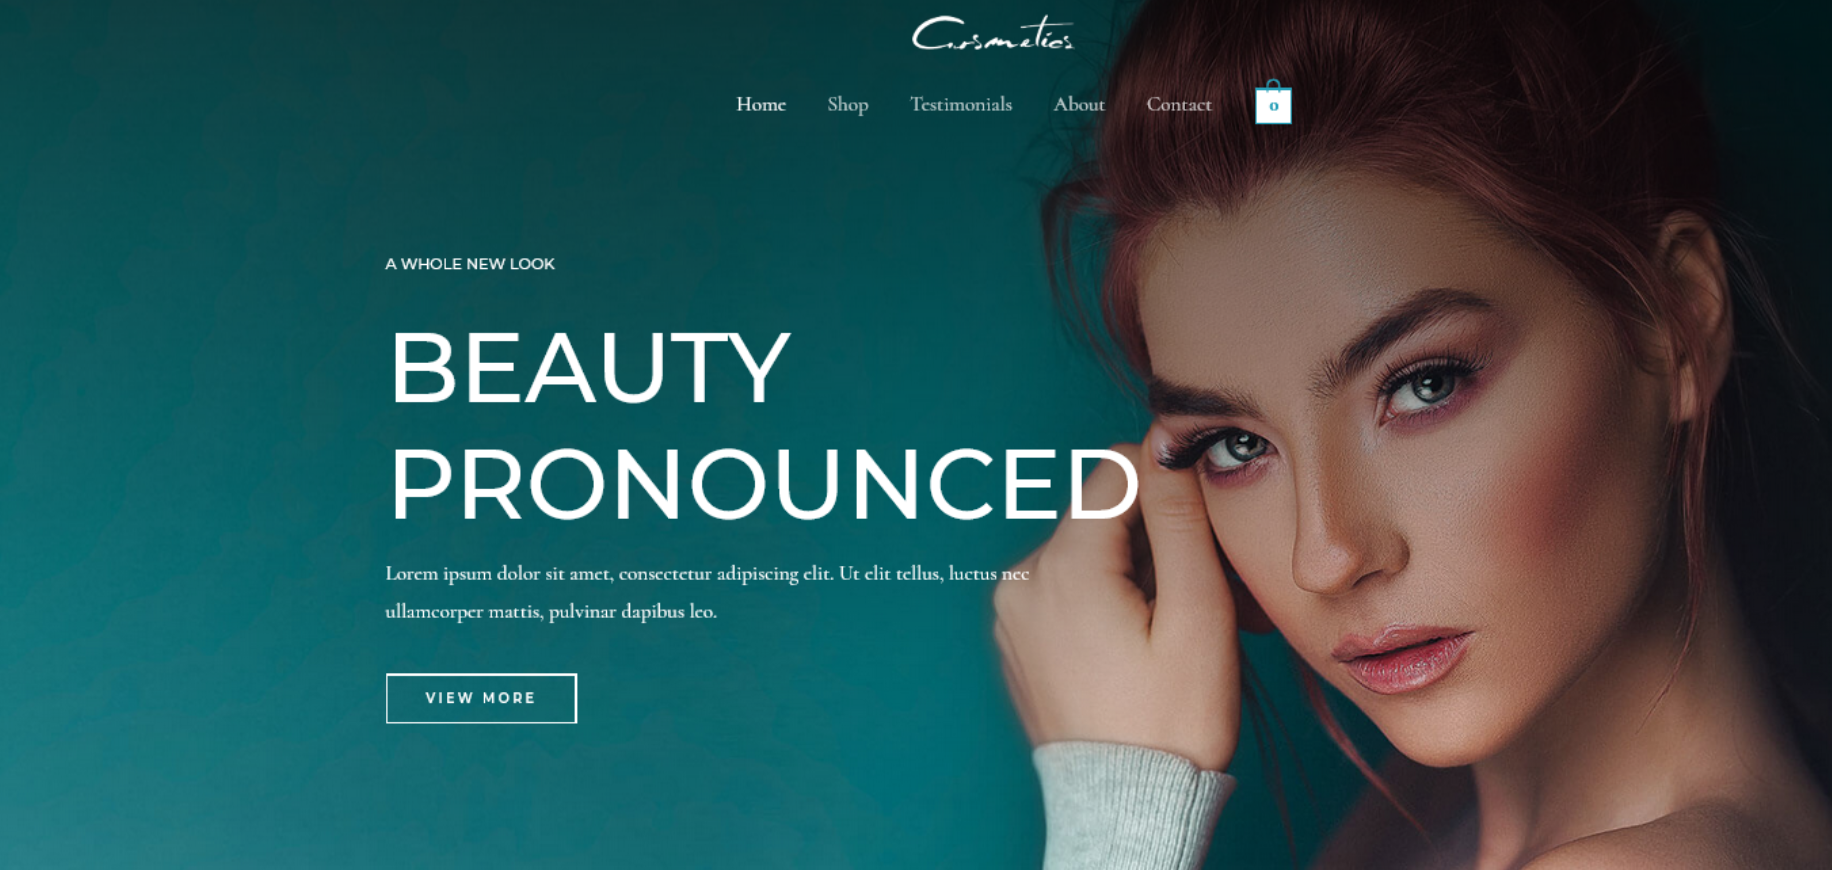 Cosmetics
Home Shop Testimonials About Contact 0
A WHOLE NEW LOOK
BEAUTY
PRONOUNCED
Lorem ipsum dolor sit amet, consectetur adipiscing elit. Ut elit tellus, luctus nec
ullamcorper mattis, pulvinar dapibus leo.
VIEW MORE